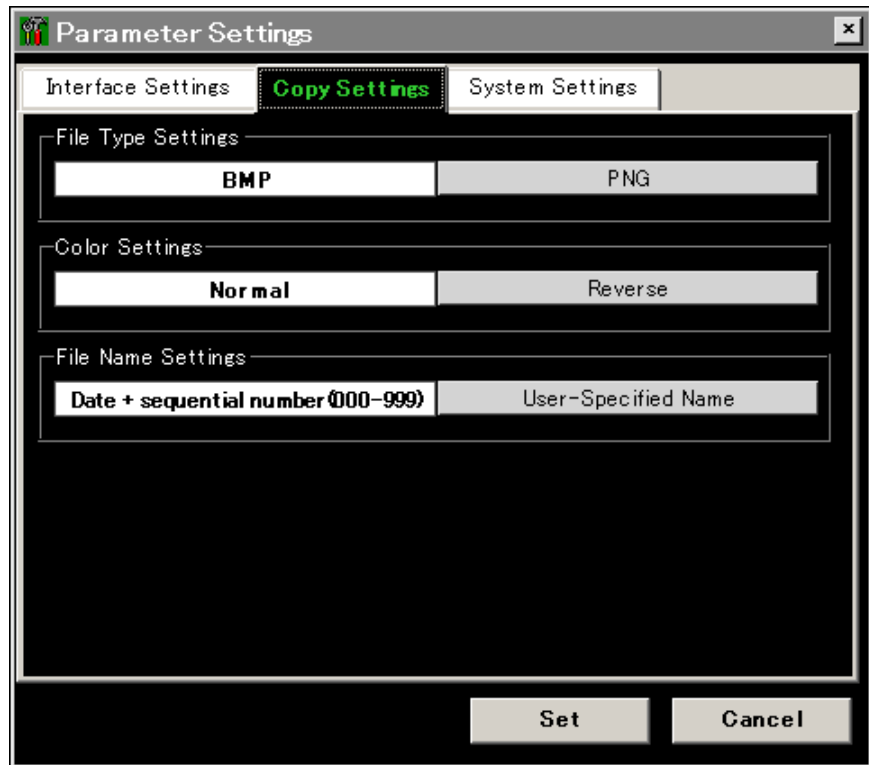 Parameter Settings
Interface Settings Copy Settings System Settings
File Type Settings
BMP PNG
Color Settings
Normal Reverse
File Name Settings
Date + sequential number(000-999) User-Specified Name
Set Cancel